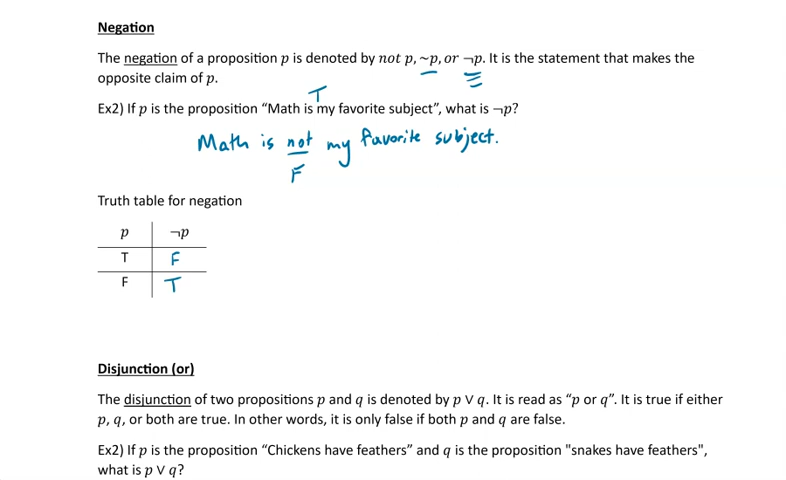 Negation
The negation of a proposition p is denoted by not p, ~p, or ¬p. It is the statement that makes the
opposite claim of p.
T
Ex2) If p is the proposition “Math is my favorite subject”, what is ¬p?
Math is not my favorite subject.
F
Truth table for negation
p ¬p
T F
F T
Disjunction (or)
The disjunction of two propositions p and q is denoted by p ∨ q. It is read as “p or q”. It is true if either
p, q, or both are true. In other words, it is only false if both p and q are false.
Ex2) If p is the proposition “Chickens have feathers” and q is the proposition "snakes have feathers",
what is p ∨ q?